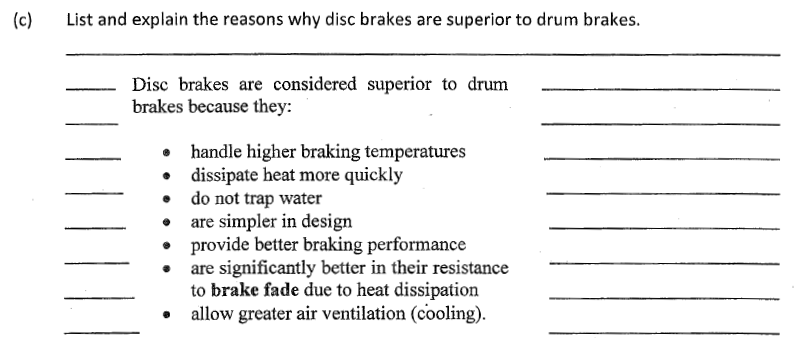 (c) List and explain the reasons why disc brakes are superior to drum brakes.
Disc brakes are considered superior to drum
brakes because they:
• handle higher braking temperatures
• dissipate heat more quickly
• do not trap water
• are simpler in design
• provide better braking performance
• are significantly better in their resistance
to brake fade due to heat dissipation
• allow greater air ventilation (cooling).